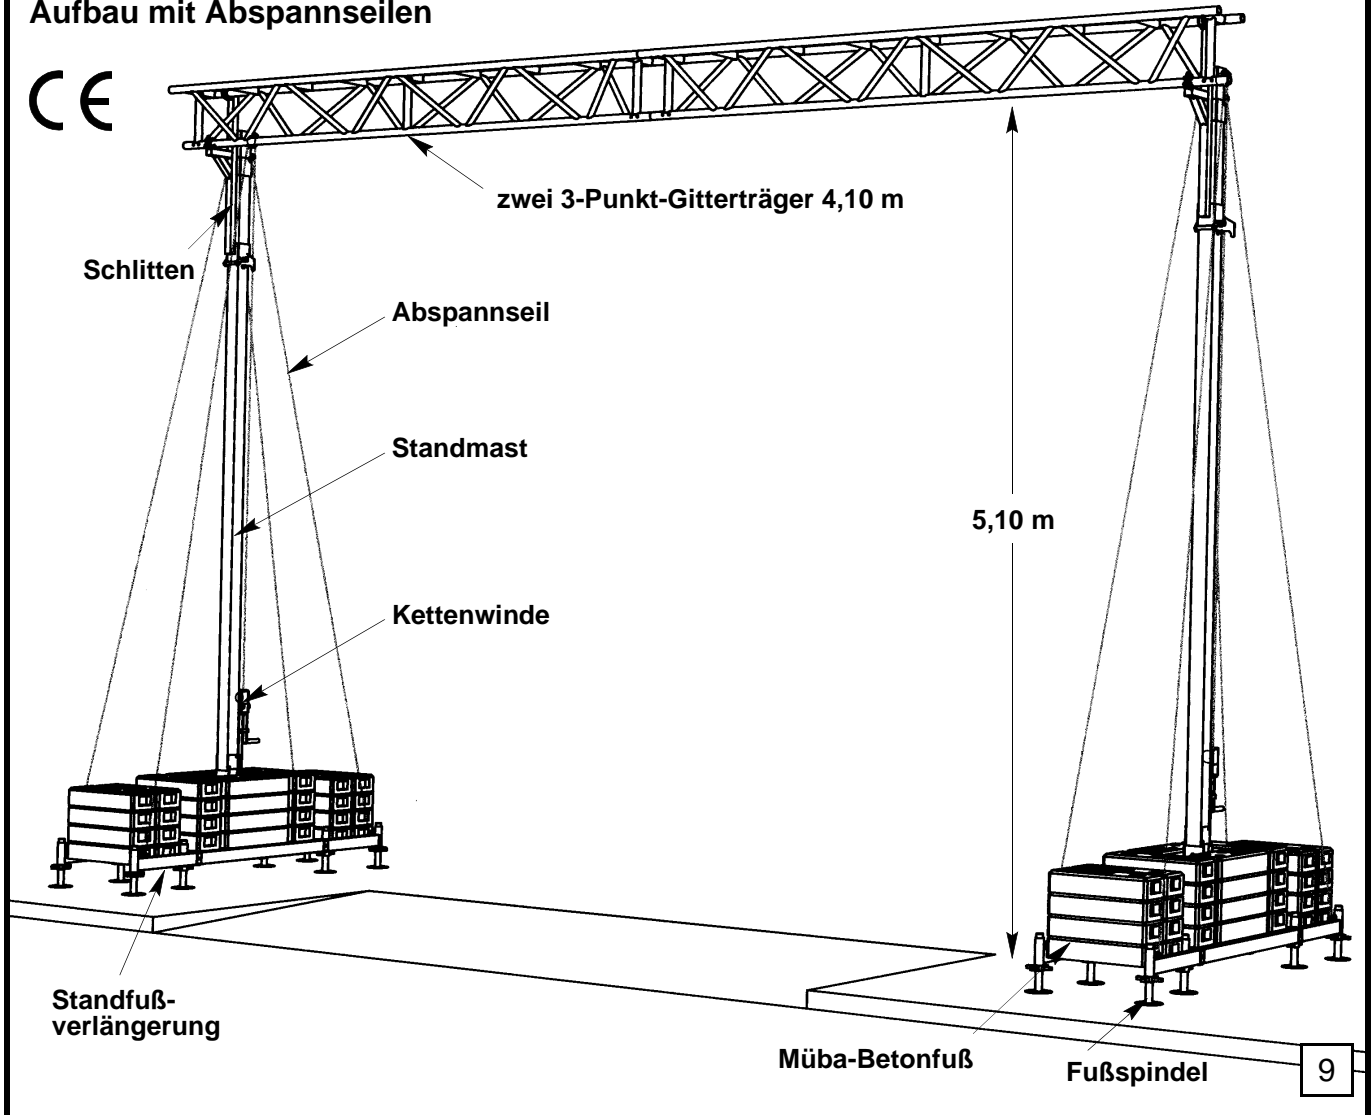 Aufbau mit Abspannseilen
CE
zwei 3-Punkt-Gitterträger 4,10 m
Schlitten
Abspannseil
Standmast
5,10 m
Kettenwinde
Standfuß-
verlängerung
Müba-Betonfuß
Fußspindel
9